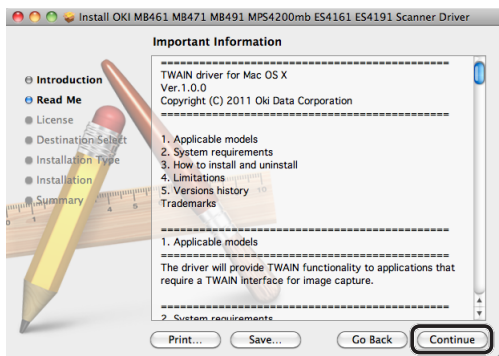 Install OKI MB461 MB471 MB491 MPS4200mb ES4161 ES4191 Scanner Driver
Important Information
Introduction
Read Me
License
Destination Select
Installation Type
Installation
Summary
=============================================
TWAIN driver for Mac OS X
Ver.1.0.0
Copyright (C) 2011 Oki Data Corporation
=============================================
1. Applicable models
2. System requirements
3. How to install and uninstall
4. Limitations
5. Versions history
Trademarks
=============================================
1. Applicable models
=============================================
The driver will provide TWAIN functionality to applications that
require a TWAIN interface for image capture.
=============================================
2. System requirements
Print...
Save...
Go Back
Continue